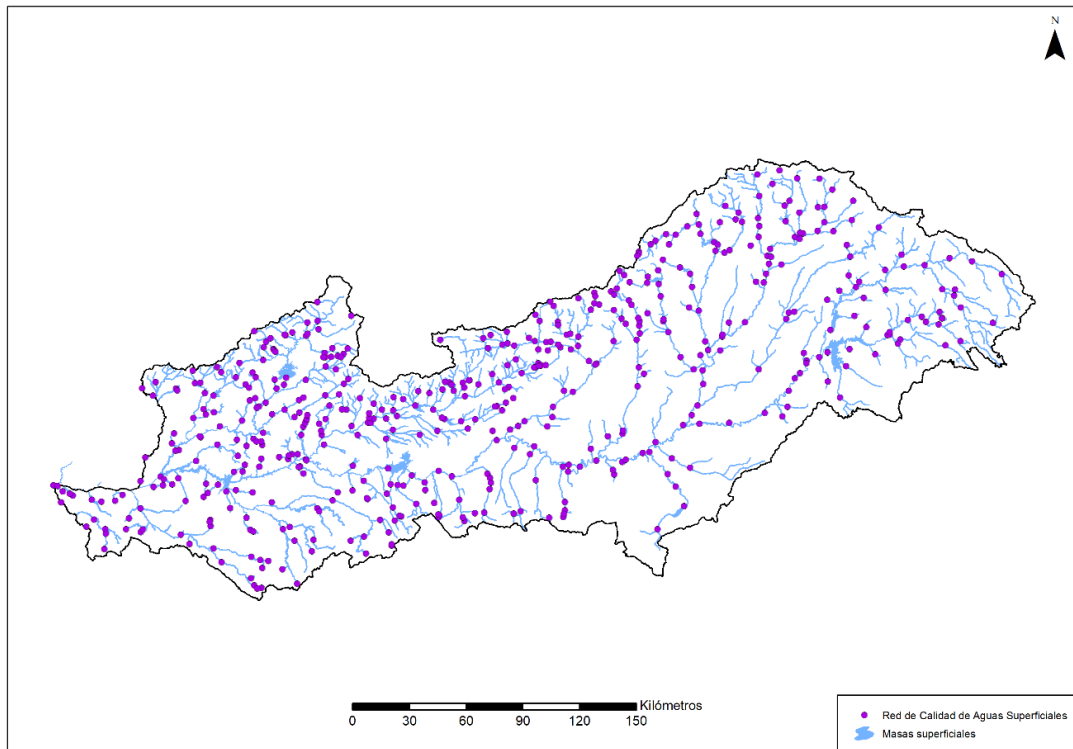 N
Kilómetros
0 30 60 90 120 150
Red de Calidad de Aguas Superficiales
Masas superficiales